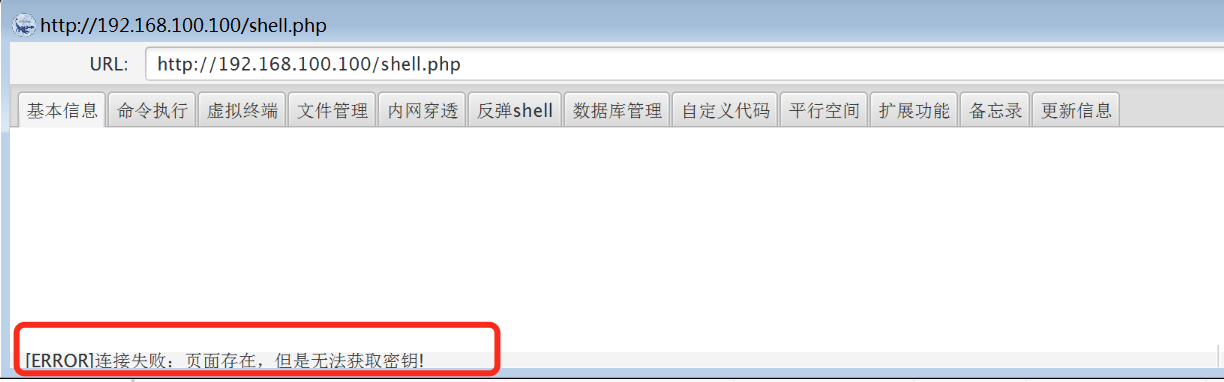 http://192.168.100.100/shell.php
URL: http://192.168.100.100/shell.php
基本信息 命令执行 虚拟终端 文件管理 内网穿透 反弹shell 数据库管理 自定义代码 平行空间 扩展功能 备忘录 更新信息
[ERROR]连接失败：页面存在，但是无法获取密钥!